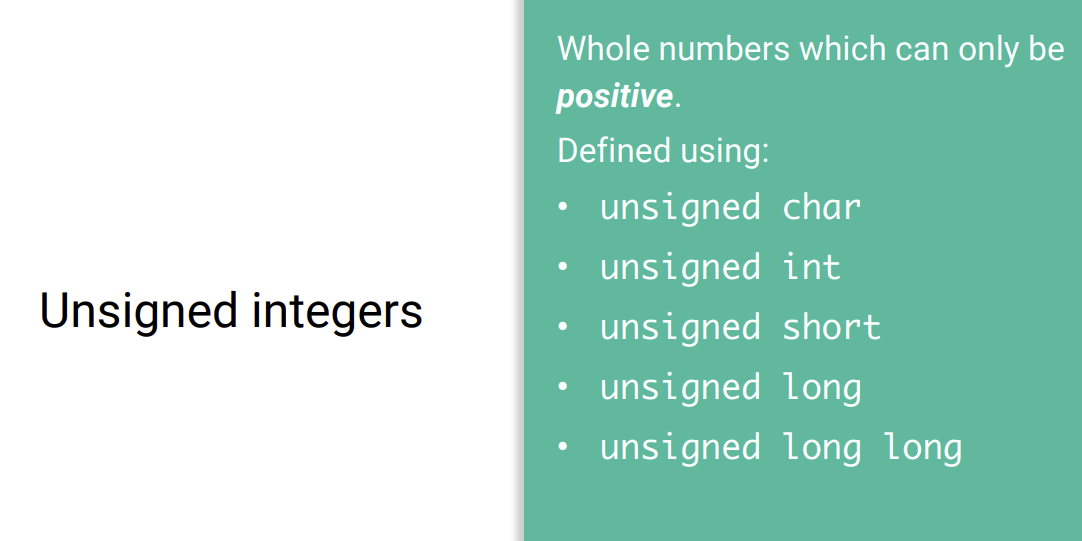 Unsigned integers
Whole numbers which can only be
positive.
Defined using:
• unsigned char
• unsigned int
• unsigned short
• unsigned long
• unsigned long long